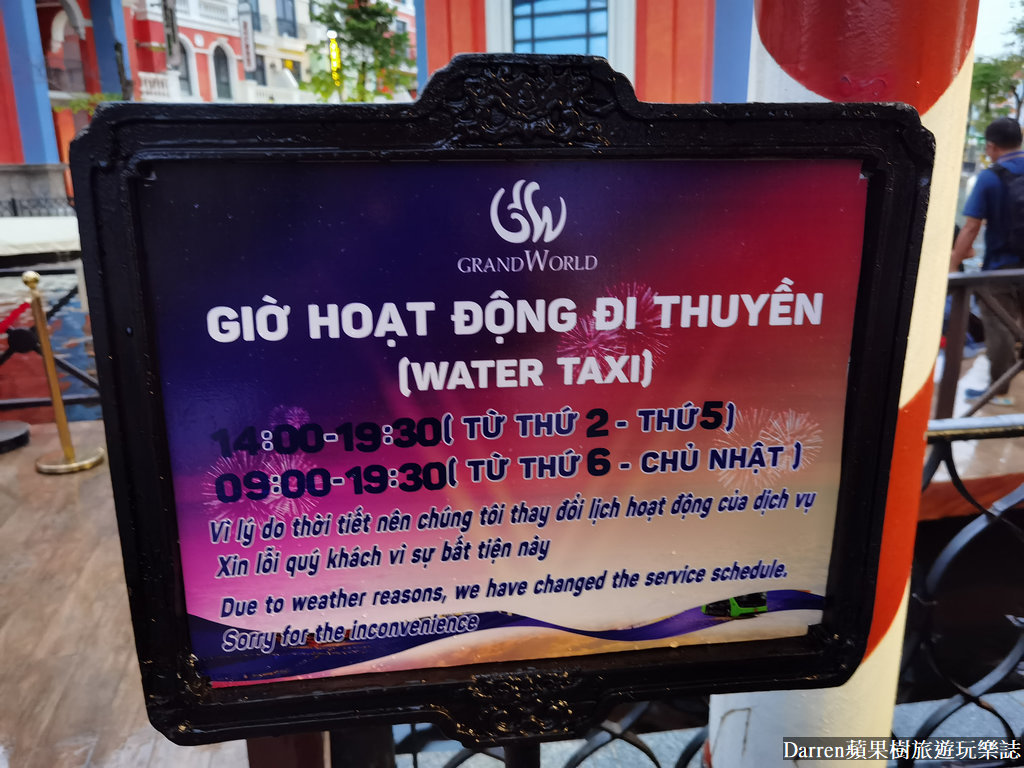 GW
GRANDWORLD
GIỜ HOẠT ĐỘNG ĐI THUYỀN
(WATER TAXI)
14:00-19:30( TỪ THỨ 2 - THỨ 5)
09:00-19:30( TỪ THỨ 6 - CHỦ NHẬT )
Vì lý do thời tiết nên chúng tôi thay đổi lịch hoạt động của dịch vụ
Xin lỗi quý khách vì sự bất tiện này
Due to weather reasons, we have changed the service schedule.
Sorry for the inconvenience
Darren蘋果樹旅遊玩樂誌